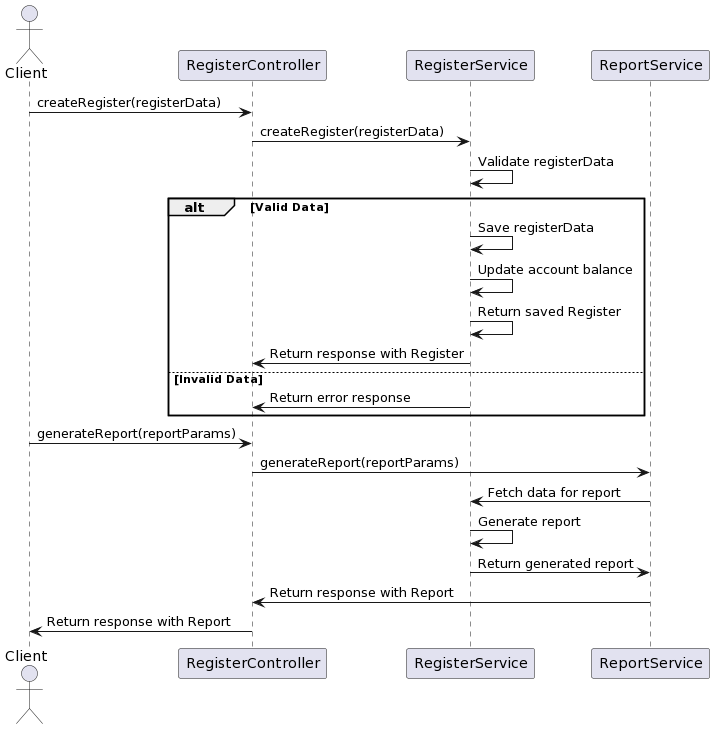 Client
RegisterController
RegisterService
ReportService
createRegister(registerData)
createRegister(registerData)
Validate registerData
alt
[Valid Data]
Save registerData
Update account balance
Return saved Register
Return response with Register
[Invalid Data]
Return error response
generateReport(reportParams)
generateReport(reportParams)
Fetch data for report
Generate report
Return generated report
Return response with Report
Return response with Report
Client
RegisterController
RegisterService
ReportService